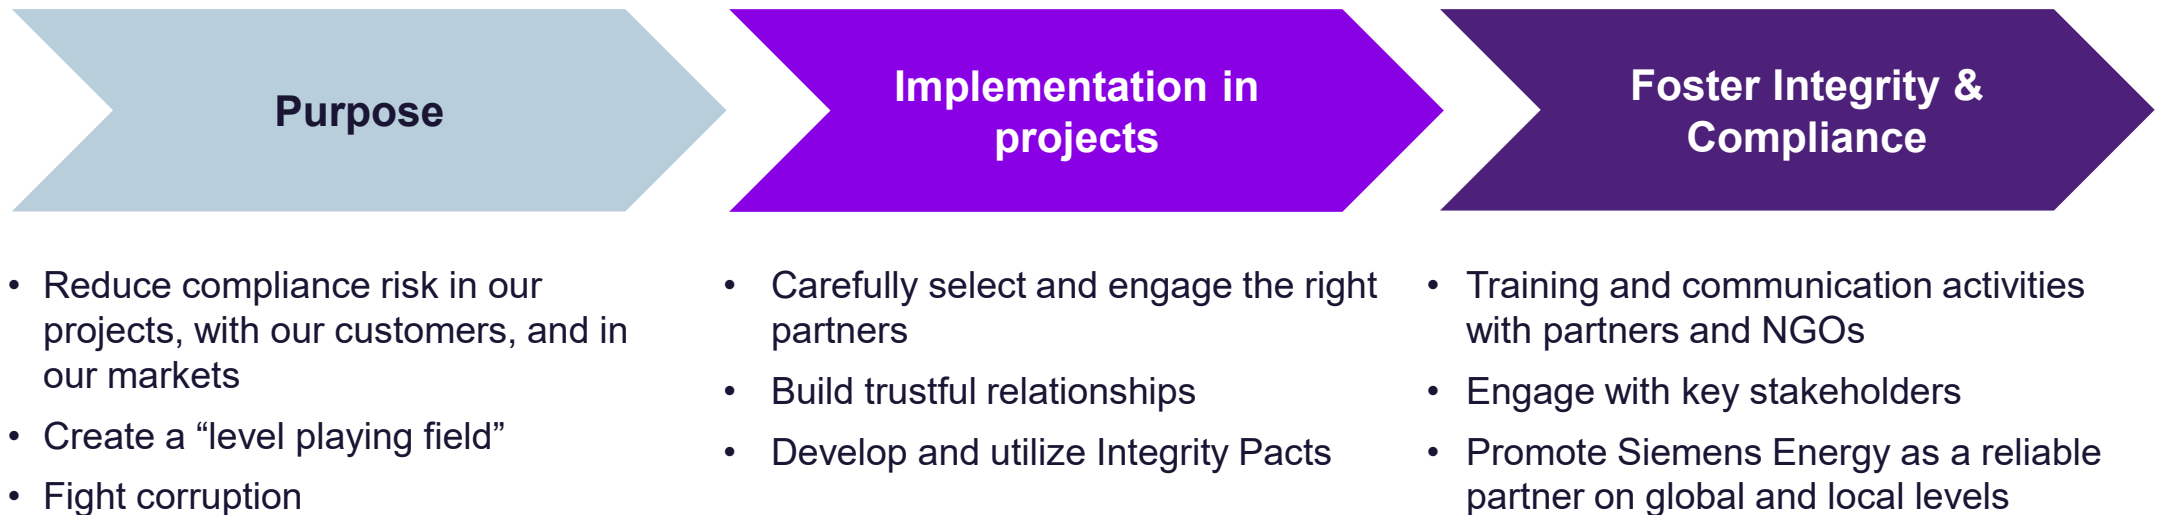 Purpose
Implementation in
projects
Foster Integrity &
Compliance
• Reduce compliance risk in our
projects, with our customers, and in
our markets
• Create a “level playing field”
• Fight corruption
• Carefully select and engage the right
partners
• Build trustful relationships
• Develop and utilize Integrity Pacts
• Training and communication activities
with partners and NGOs
• Engage with key stakeholders
• Promote Siemens Energy as a reliable
partner on global and local levels